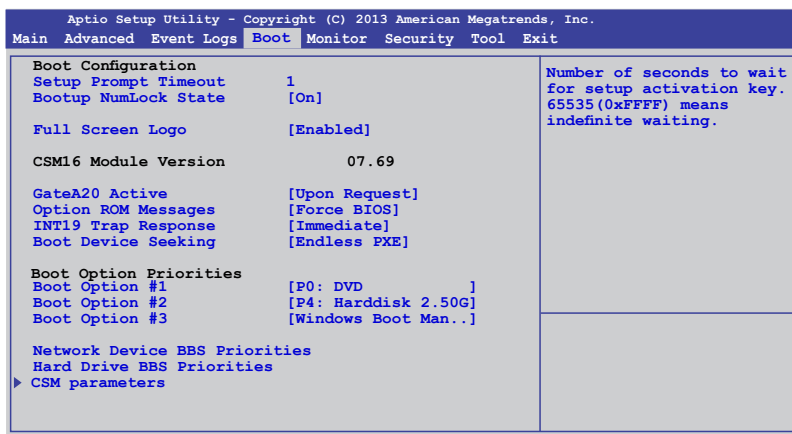 Aptio Setup Utility - Copyright (C) 2013 American Megatrends, Inc.
Main Advanced Event Logs Boot Monitor Security Tool Exit
Boot Configuration
Setup Prompt Timeout 1
Bootup NumLock State [On]
Full Screen Logo [Enabled]
CSM16 Module Version 07.69
GateA20 Active [Upon Request]
Option ROM Messages [Force BIOS]
INT19 Trap Response [Immediate]
Boot Device Seeking [Endless PXE]
Boot Option Priorities
Boot Option #1 [P0: DVD ]
Boot Option #2 [P4: Harddisk 2.50G]
Boot Option #3 [Windows Boot Man..]
Network Device BBS Priorities
Hard Drive BBS Priorities
CSM parameters
Number of seconds to wait
for setup activation key.
65535(0xFFFF) means
indefinite waiting.